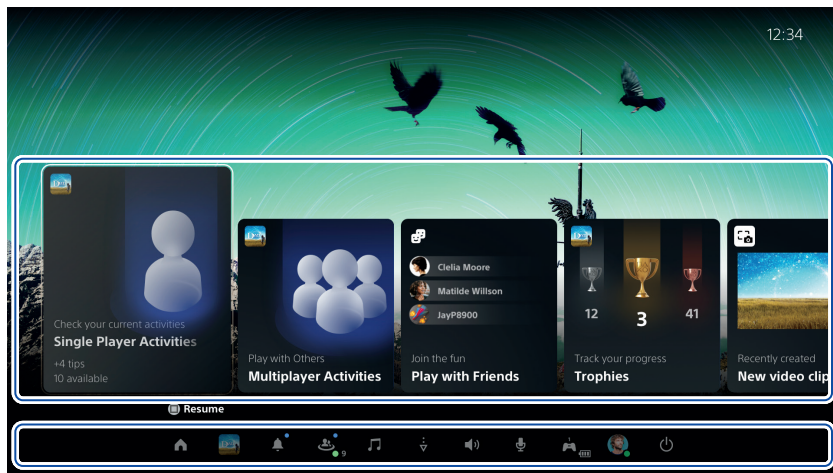 12:34
Check your current activities
Single Player Activities
+4 tips
10 available
Play with Others
Multiplayer Activities
Clelia Moore
Matilde Willson
JayP8900
Join the fun
Play with Friends
12
3
41
Track your progress
Trophies
Recently created
New video clip
Resume
9